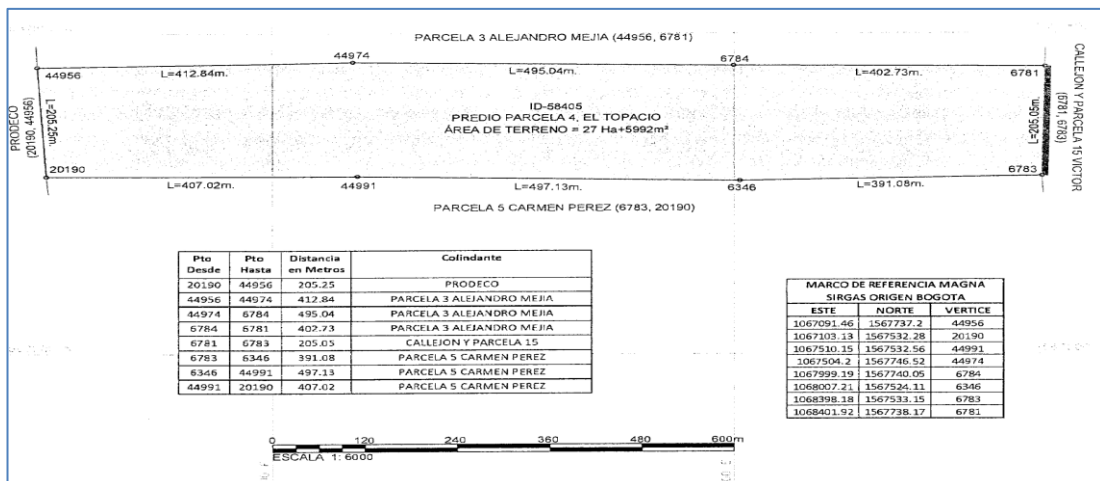 PARCELA 3 ALEJANDRO MEJIA (44956, 6781)
44956
L=412.84m.
44974
L=495.04m.
6784
L=402.73m.
6781
PRODECO
(20190, 44956)
L=205.25m.
ID-58405
PREDIO PARCELA 4, EL TOPACIO
ÁREA DE TERRENO = 27 Ha+5992m²
L=205.05m.
CALLEJON Y PARCELA 15 VICTOR
(6781, 6783)
20190
L=407.02m.
44991
L=497.13m.
6346
L=391.08m.
6783
PARCELA 5 CARMEN PEREZ (6783, 20190)
Pto Desde Pto Hasta Distancia en Metros Colindante
20190 44956 205.25 PRODECO
44956 44974 412.84 PARCELA 3 ALEJANDRO MEJIA
44974 6784 495.04 PARCELA 3 ALEJANDRO MEJIA
6784 6781 402.73 PARCELA 3 ALEJANDRO MEJIA
6781 6783 205.05 CALLEJON Y PARCELA 15
6783 6346 391.08 PARCELA 5 CARMEN PEREZ
6346 44991 497.13 PARCELA 5 CARMEN PEREZ
44991 20190 407.02 PARCELA 5 CARMEN PEREZ
MARCO DE REFERENCIA MAGNA
SIRGAS ORIGEN BOGOTA
ESTE NORTE VERTICE
1067091.46 1567737.2 44956
1067103.13 1567532.28 20190
1067510.15 1567532.56 44991
1067504.2 1567746.52 44974
1067999.19 1567740.05 6784
1068007.21 1567524.11 6346
1068398.18 1567533.15 6783
1068401.92 1567738.17 6781
0 120 240 360 480 600m
ESCALA 1:6000